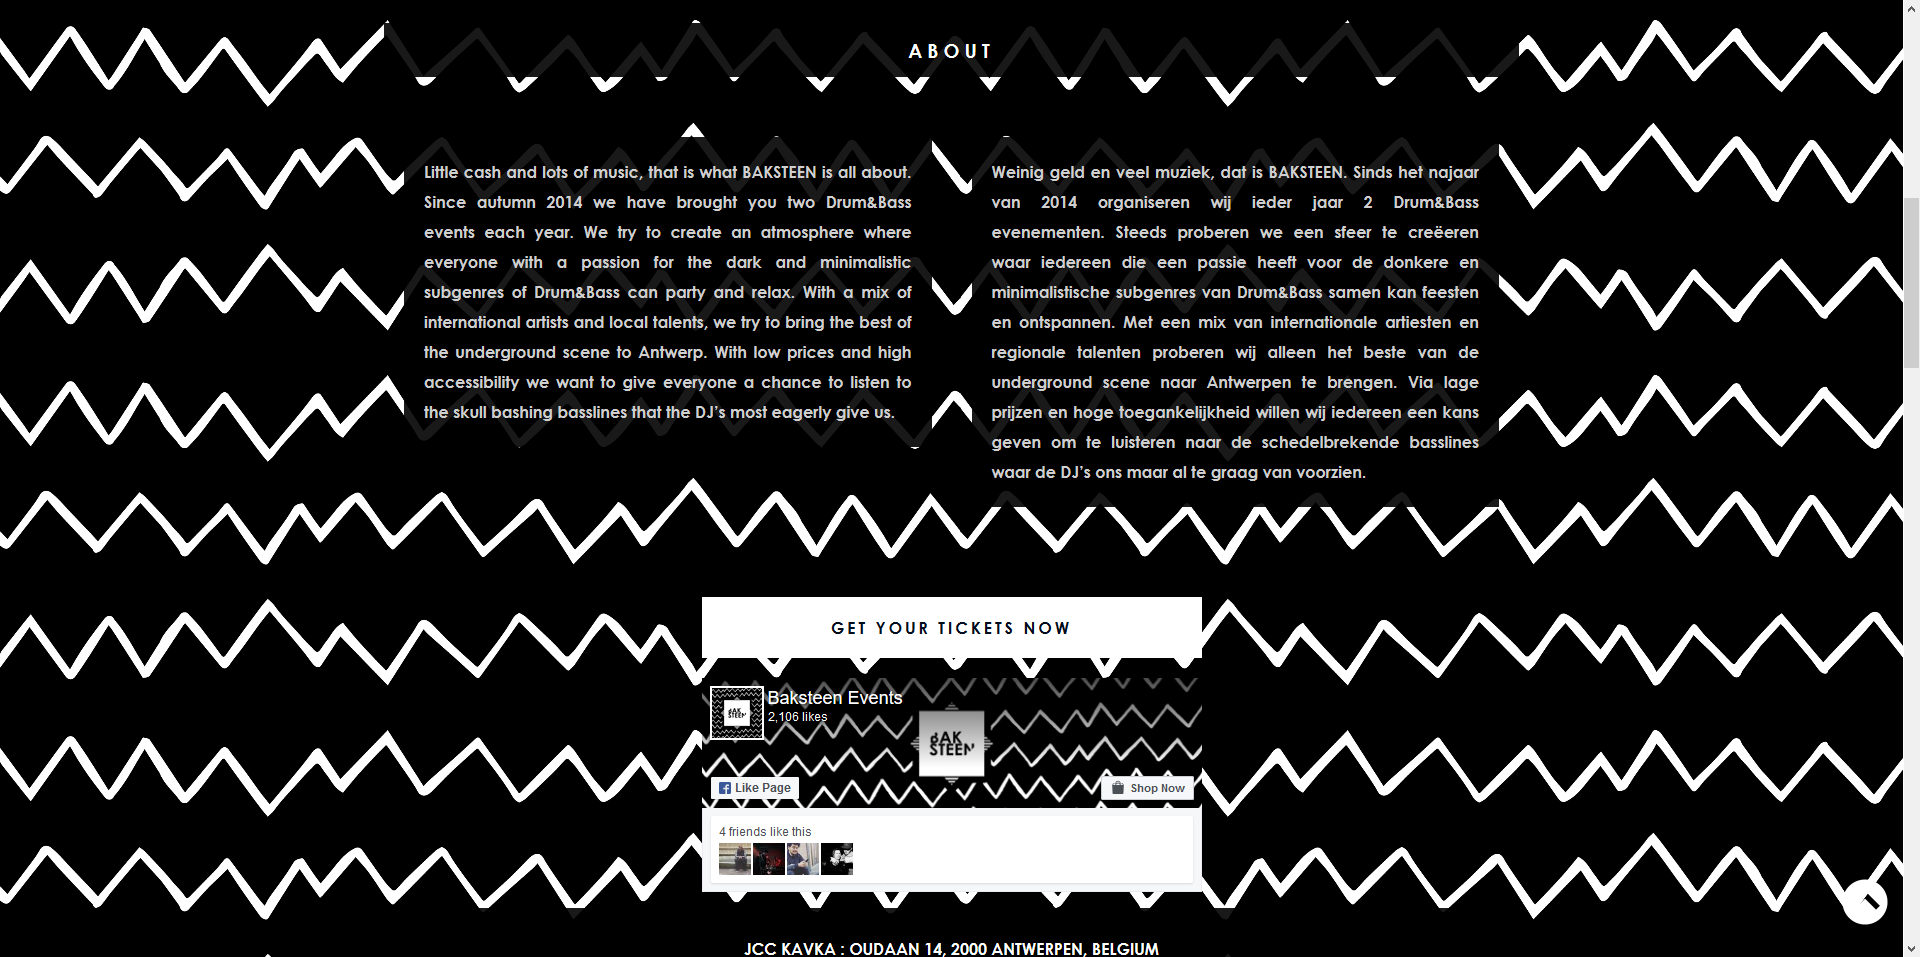 ABOUT
Little cash and lots of music, that is what BAKSTEEN is all about.
Since autumn 2014 we have brought you two Drum&Bass
events each year. We try to create an atmosphere where
everyone with a passion for the dark and minimalistic
subgenres of Drum&Bass can party and relax. With a mix of
international artists and local talents, we try to bring the best of
the underground scene to Antwerp. With low prices and high
accessibility we want to give everyone a chance to listen to
the skull bashing basslines that the DJ’s most eagerly give us.
Weinig geld en veel muziek, dat is BAKSTEEN. Sinds het najaar
van 2014 organiseren wij ieder jaar 2 Drum&Bass
evenementen. Steeds proberen we een sfeer te creëeren
waar iedereen die een passie heeft voor de donkere en
minimalistische subgenres van Drum&Bass samen kan feesten
en ontspannen. Met een mix van internationale artiesten en
regionale talenten proberen wij alleen het beste van de
underground scene naar Antwerpen te brengen. Via lage
prijzen en hoge toegankelijkheid willen wij iedereen een kans
geven om te luisteren naar de schedelbrekende basslines
waar de DJ’s ons maar al te graag van voorzien.
GET YOUR TICKETS NOW
BAK
STEEN
Baksteen Events
2,106 likes
BAK
STEEN
Like Page
Shop Now
4 friends like this
JCC KAVKA : OUDAAN 14, 2000 ANTWERPEN, BELGIUM